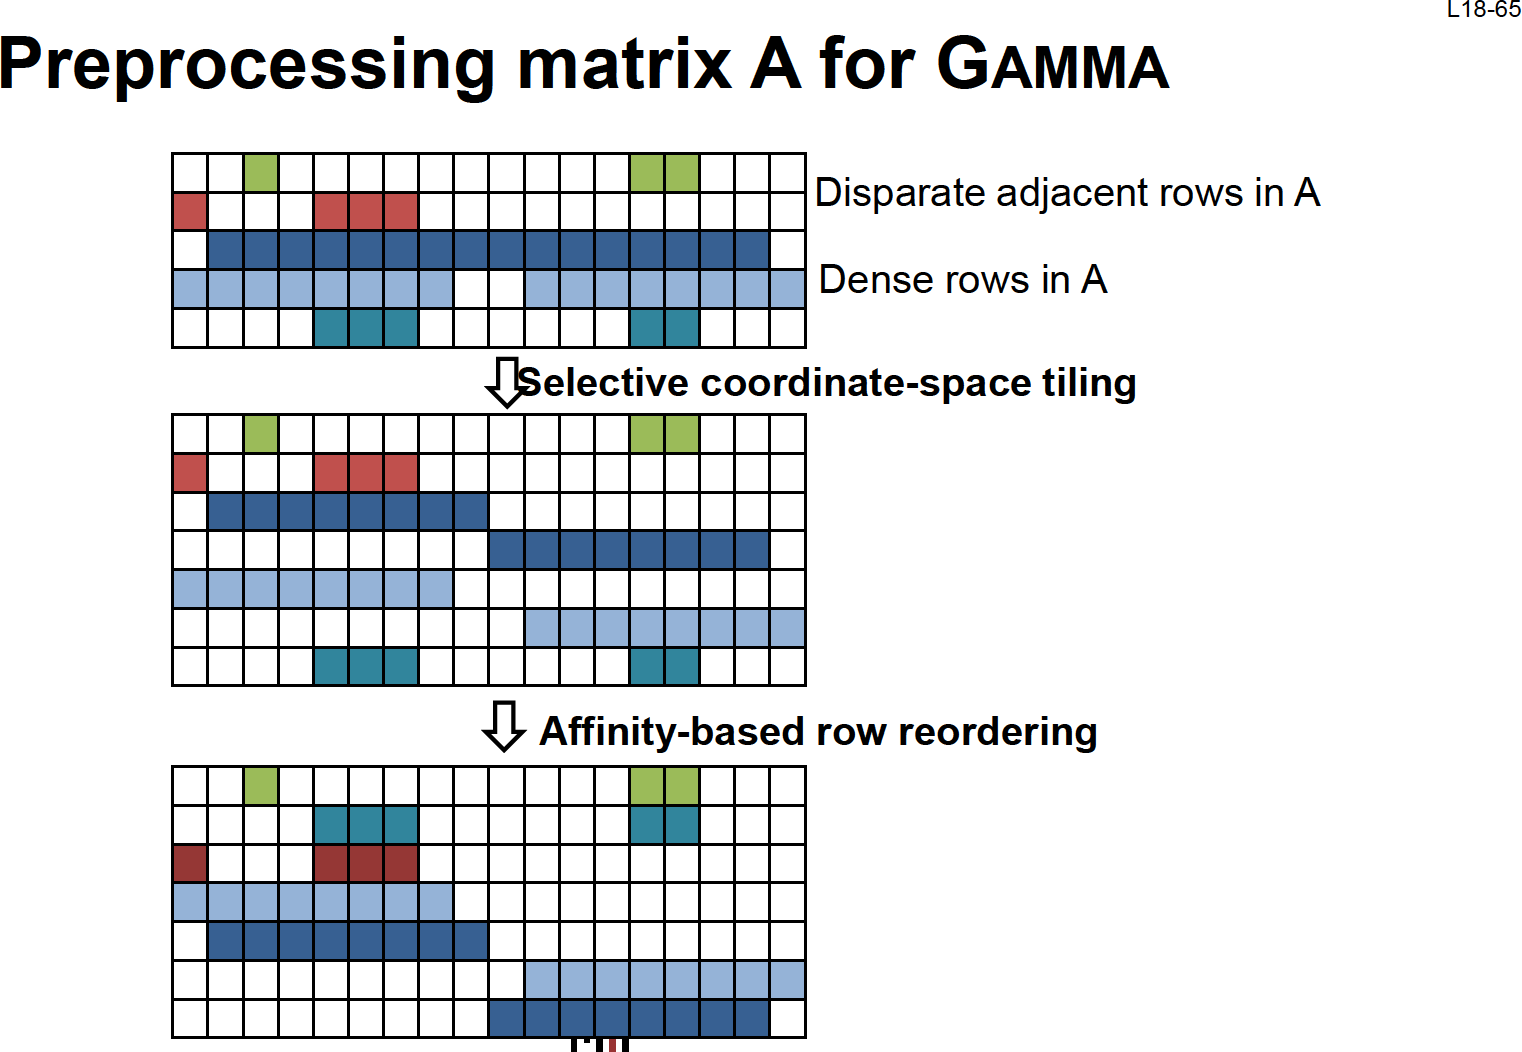 L18-65
Preprocessing matrix A for GAMMA
Disparate adjacent rows in A
Dense rows in A
Selective coordinate-space tiling
Affinity-based row reordering